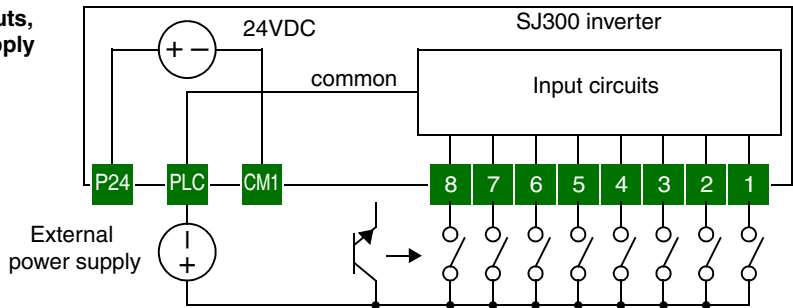 uts,
pply
24VDC
SJ300 inverter
+ −
common
Input circuits
P24 PLC CM1 8 7 6 5 4 3 2 1
External
power supply
−
+